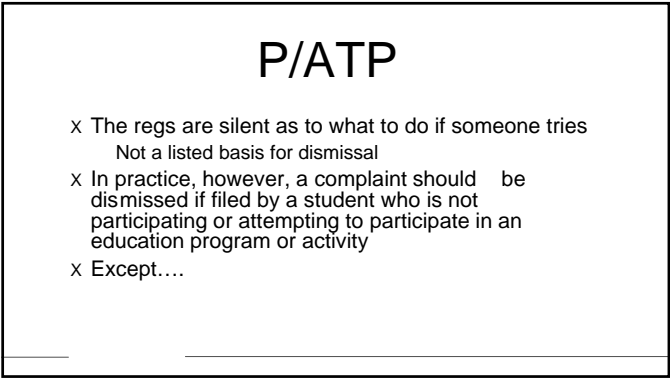 P/ATP
X The regs are silent as to what to do if someone tries
Not a listed basis for dismissal
X In practice, however, a complaint should be
dismissed if filed by a student who is not
participating or attempting to participate in an
education program or activity
X Except….